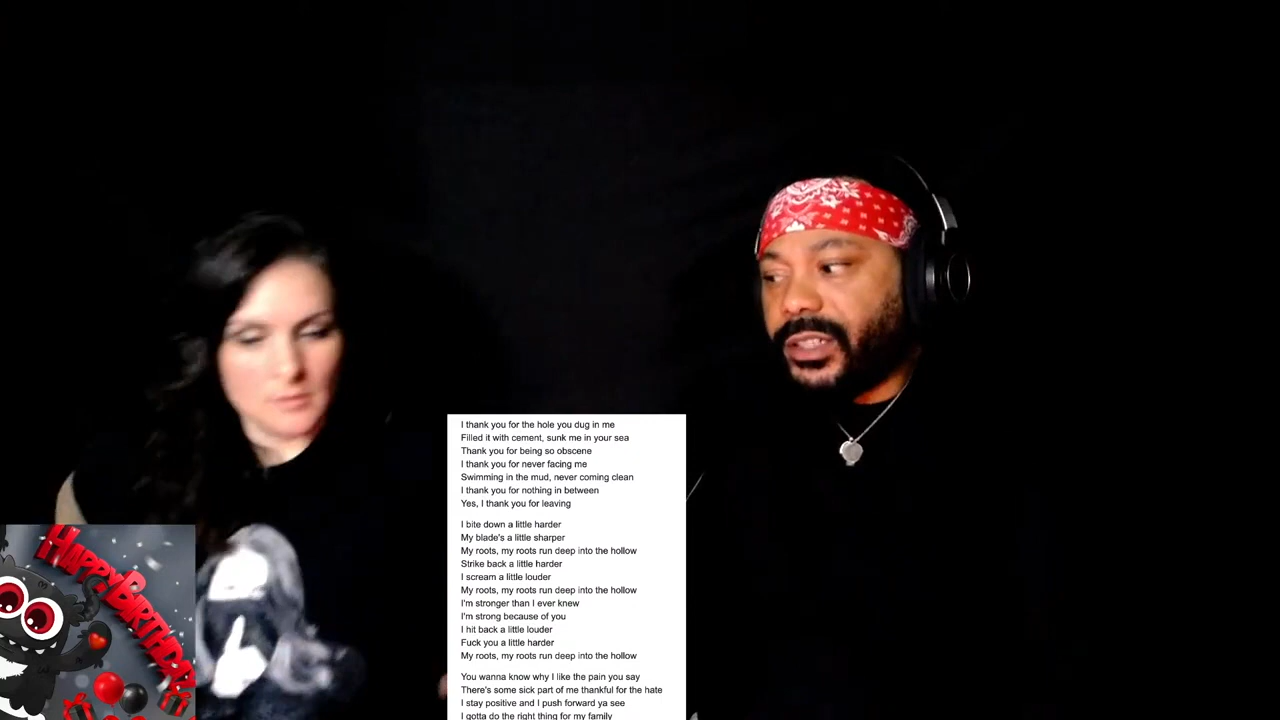 I thank you for the hole you dug in me
Filled it with cement, sunk me in your sea
Thank you for being so obscene
I thank you for never facing me
Swimming in the mud, never coming clean
I thank you for nothing in between
Yes, I thank you for leaving
I bite down a little harder
My blade's a little sharper
My roots, my roots run deep into the hollow
Strike back a little harder
I scream a little louder
My roots, my roots run deep into the hollow
I'm stronger than I ever knew
I'm strong because of you
I hit back a little louder
Fuck you a little harder
My roots, my roots run deep into the hollow
You wanna know why I like the pain you say
There's some sick part of me thankful for the hate
I stay positive and I push forward ya see
I gotta do the right thing for my family
HAPPY BIRTHDAY